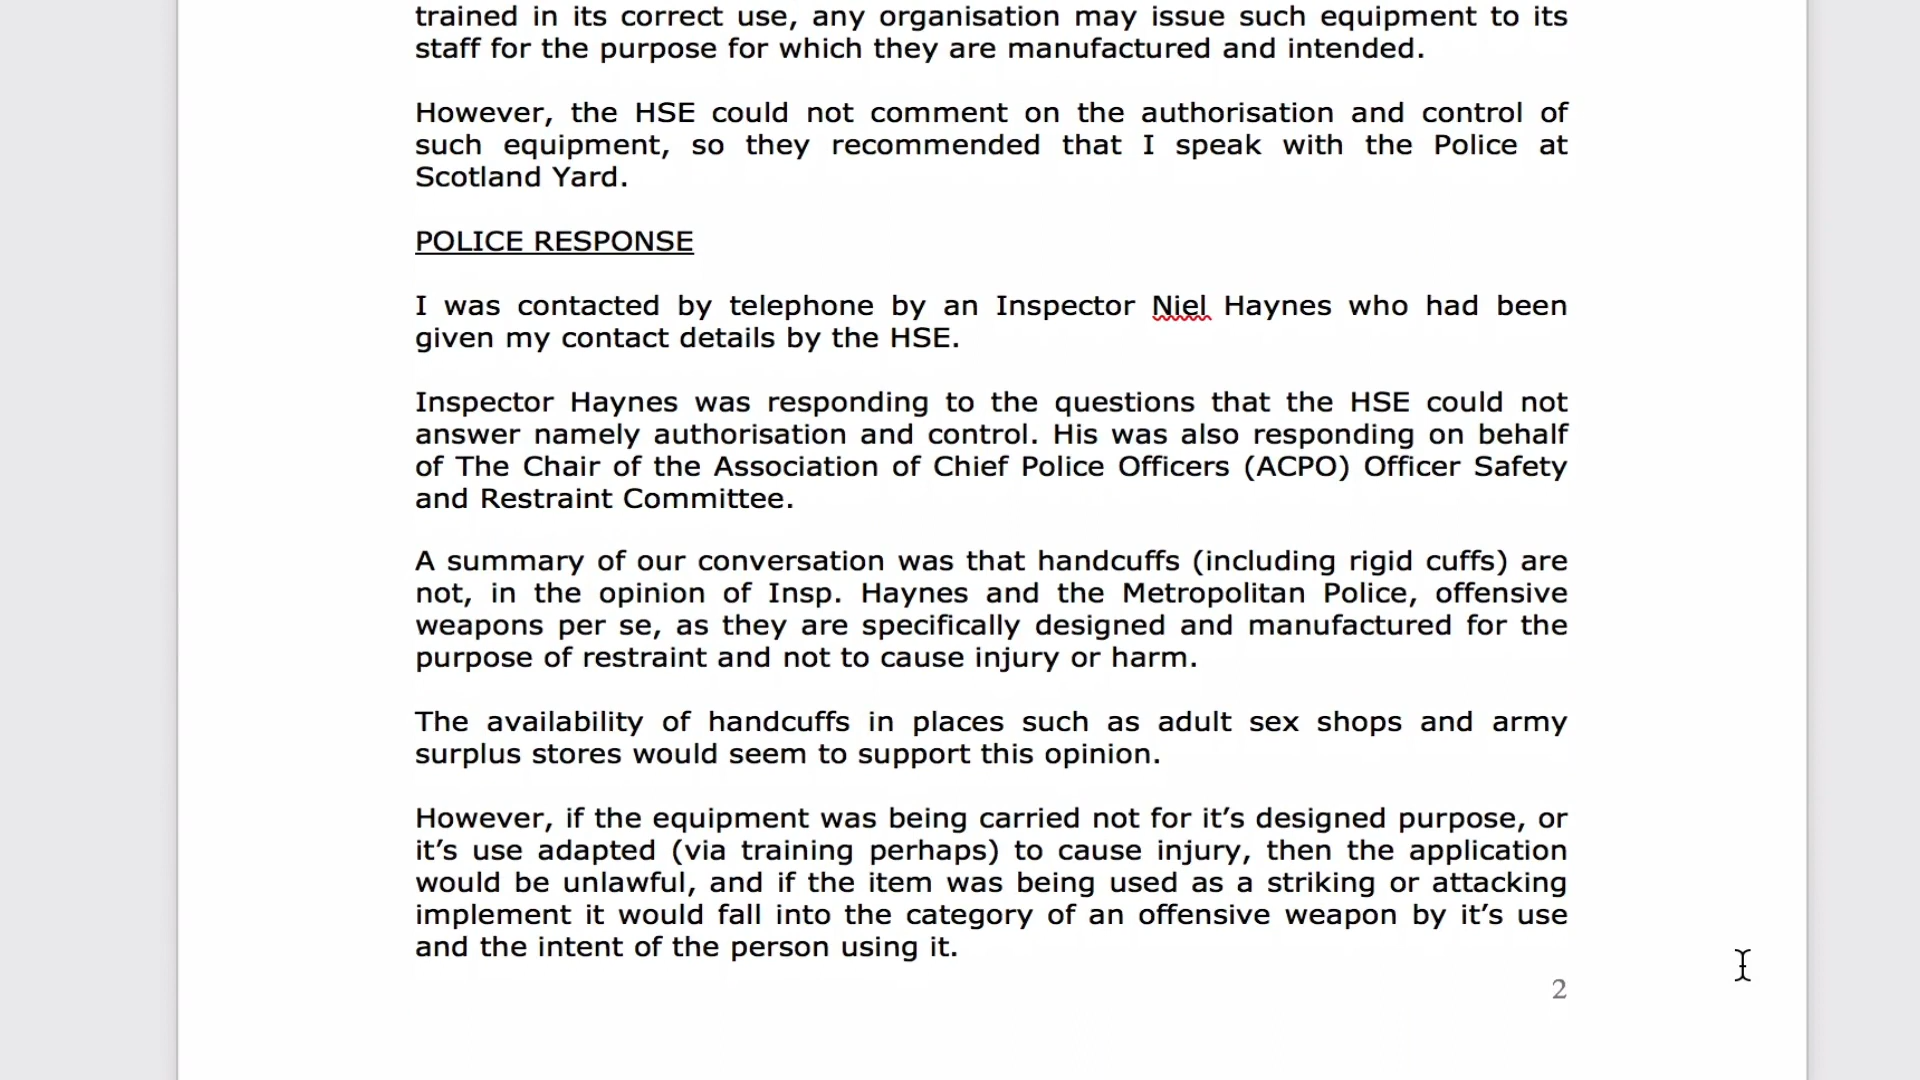 trained in its correct use, any organisation may issue such equipment to its
staff for the purpose for which they are manufactured and intended.
However, the HSE could not comment on the authorisation and control of
such equipment, so they recommended that I speak with the Police at
Scotland Yard.
POLICE RESPONSE
I was contacted by telephone by an Inspector Niel Haynes who had been
given my contact details by the HSE.
Inspector Haynes was responding to the questions that the HSE could not
answer namely authorisation and control. His was also responding on behalf
of The Chair of the Association of Chief Police Officers (ACPO) Officer Safety
and Restraint Committee.
A summary of our conversation was that handcuffs (including rigid cuffs) are
not, in the opinion of Insp. Haynes and the Metropolitan Police, offensive
weapons per se, as they are specifically designed and manufactured for the
purpose of restraint and not to cause injury or harm.
The availability of handcuffs in places such as adult sex shops and army
surplus stores would seem to support this opinion.
However, if the equipment was being carried not for it’s designed purpose, or
it’s use adapted (via training perhaps) to cause injury, then the application
would be unlawful, and if the item was being used as a striking or attacking
implement it would fall into the category of an offensive weapon by it’s use
and the intent of the person using it.
2